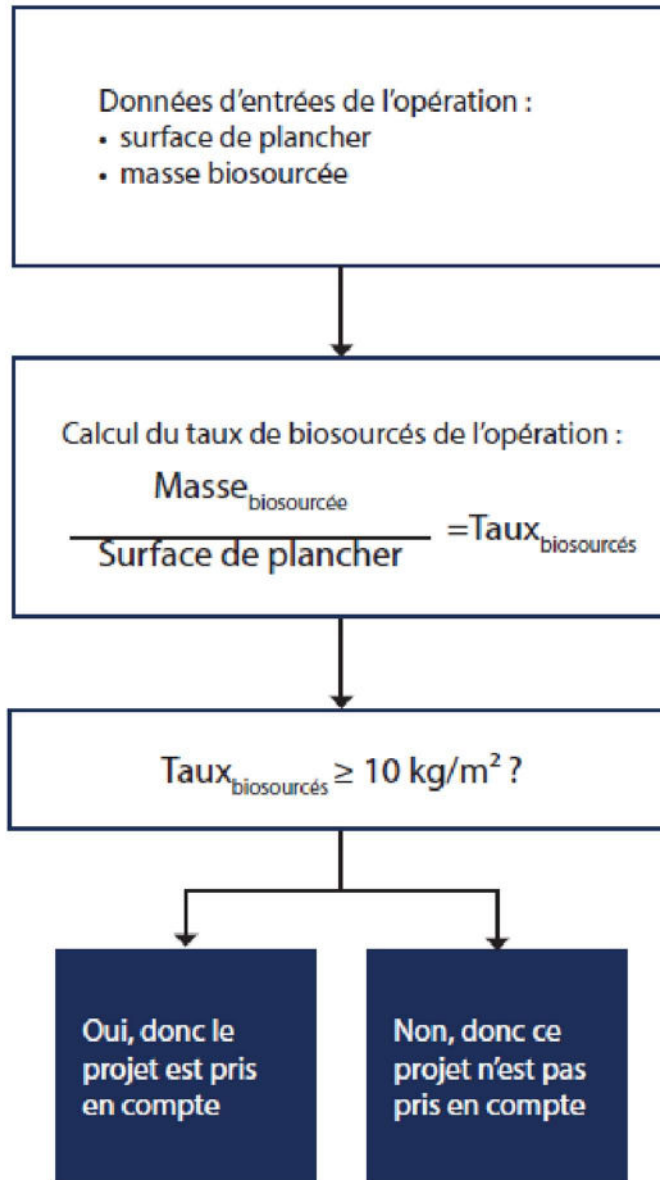 Données d'entrées de l'opération :
• surface de plancher
• masse biosourcée
Calcul du taux de biosourcés de l'opération :
Masse biosourcée
Surface de plancher
=Taux biosourcés
Taux biosourcés ≥ 10 kg/m² ?
Oui, donc le
projet est pris
en compte
Non, donc ce
projet n'est pas
pris en compte